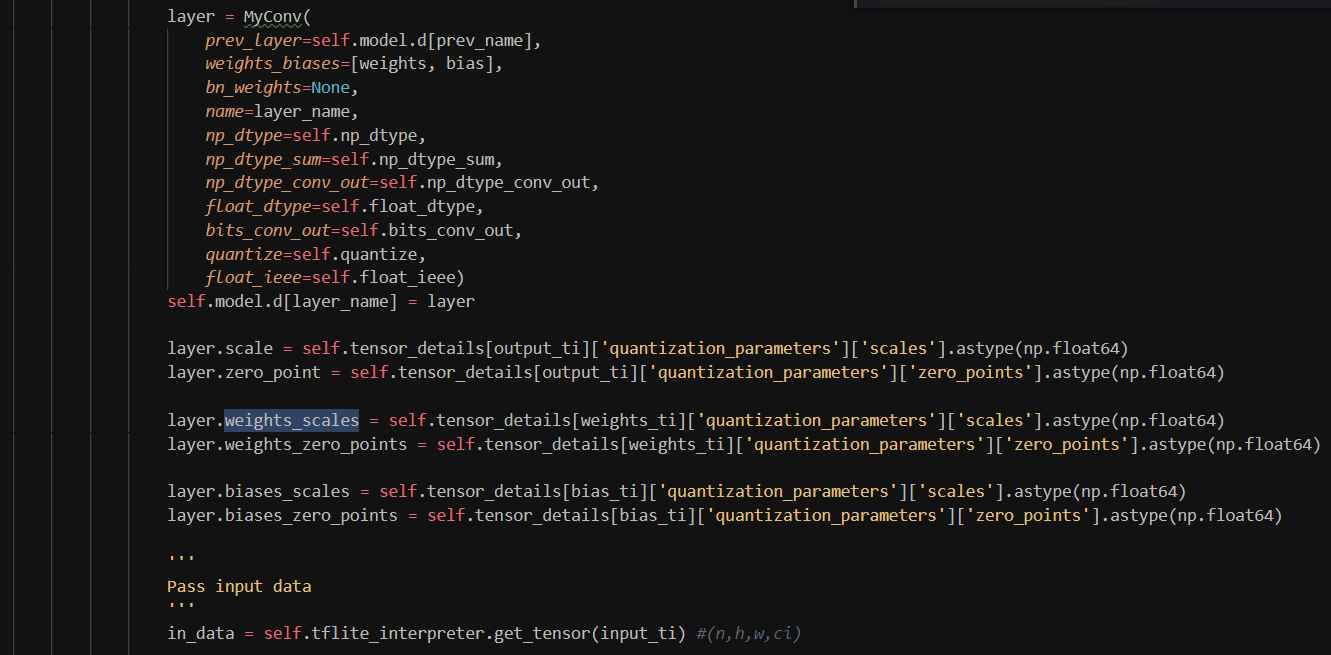 layer = MyConv(
prev_layer=self.model.d[prev_name],
weights_biases=[weights, bias],
bn_weights=None,
name=layer_name,
np_dtype=self.np_dtype,
np_dtype_sum=self.np_dtype_sum,
np_dtype_conv_out=self.np_dtype_conv_out,
float_dtype=self.float_dtype,
bits_conv_out=self.bits_conv_out,
quantize=self.quantize,
float_ieee=self.float_ieee)
self.model.d[layer_name] = layer
layer.scale = self.tensor_details[output_ti]['quantization_parameters']['scales'].astype(np.float64)
layer.zero_point = self.tensor_details[output_ti]['quantization_parameters']['zero_points'].astype(np.float64)
layer.weights_scales = self.tensor_details[weights_ti]['quantization_parameters']['scales'].astype(np.float64)
layer.weights_zero_points = self.tensor_details[weights_ti]['quantization_parameters']['zero_points'].astype(np.float64)
layer.biases_scales = self.tensor_details[bias_ti]['quantization_parameters']['scales'].astype(np.float64)
layer.biases_zero_points = self.tensor_details[bias_ti]['quantization_parameters']['zero_points'].astype(np.float64)
'''
Pass input data
'''
in_data = self.tflite_interpreter.get_tensor(input_ti) #(n,h,w,ci)